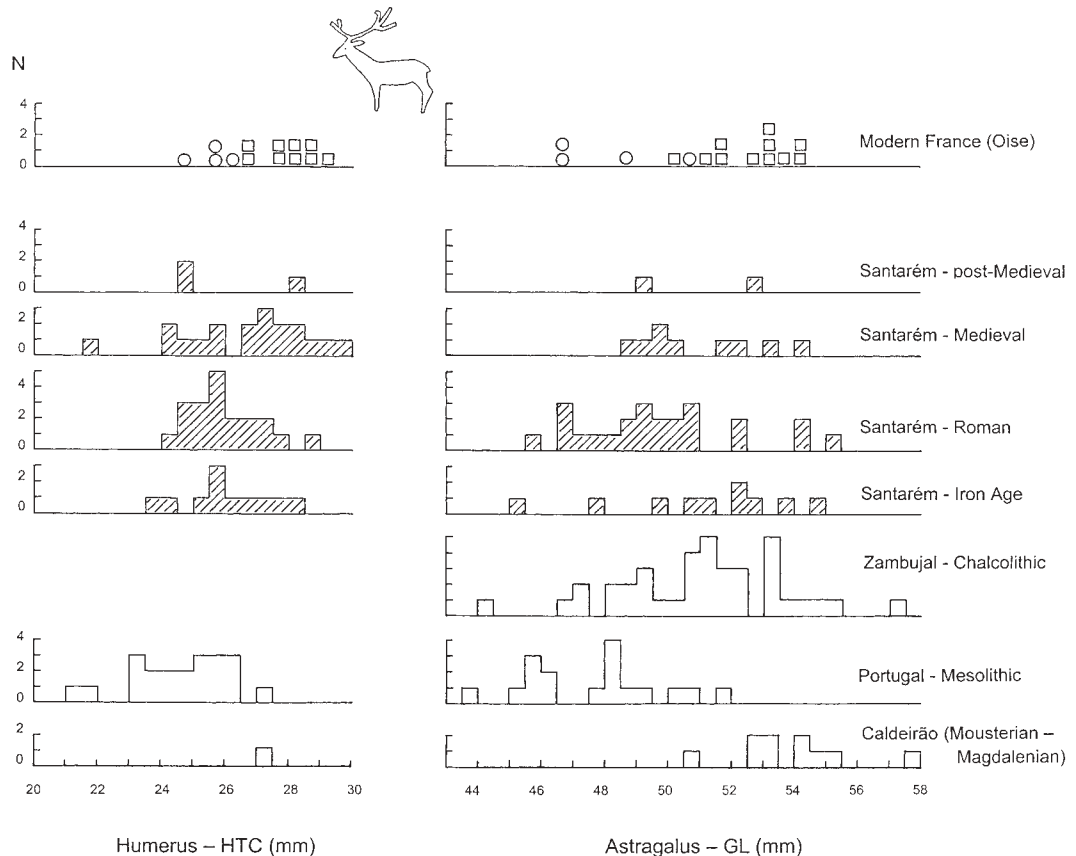 N
4
2
0
Modern France (Oise)
4
2
0
Santarém - post-Medieval
2
0
Santarém - Medieval
4
2
0
Santarém - Roman
2
0
Santarém - Iron Age
Zambujal - Chalcolithic
4
2
0
Portugal - Mesolithic
2
0
Caldeirão (Mousterian –
Magdalenian)
20 22 24 26 28 30 44 46 48 50 52 54 56 58
Humerus – HTC (mm) Astragalus – GL (mm)